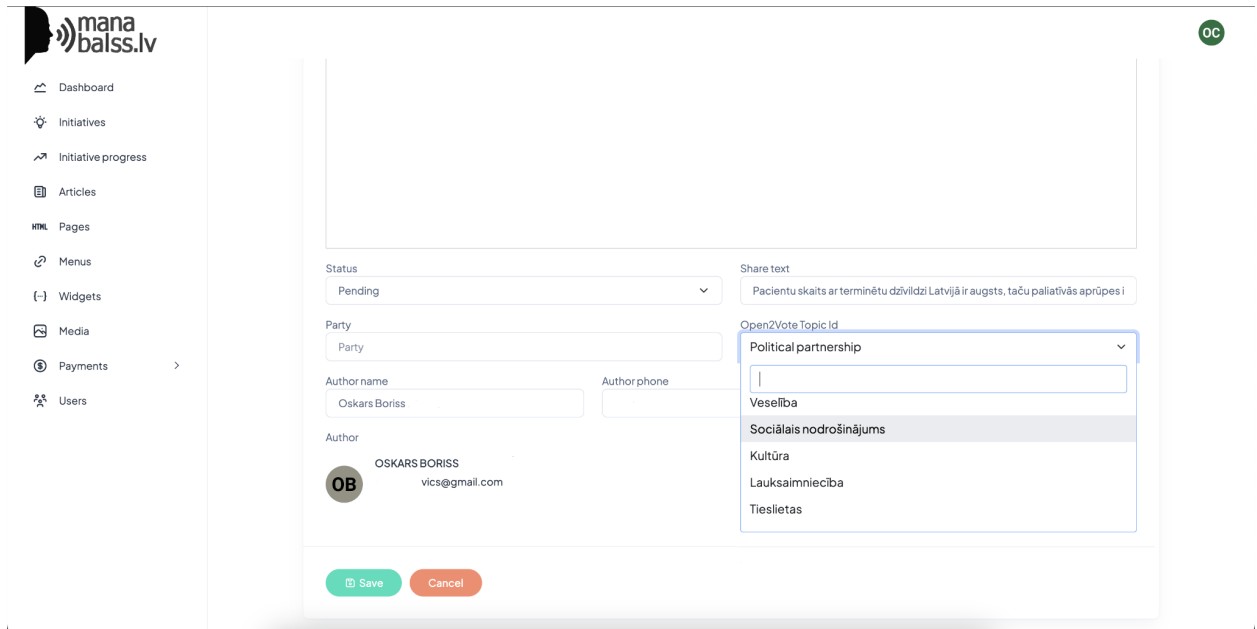 mana
balss.lv
OC
Dashboard
Initiatives
Initiative progress
Articles
HTML Pages
Menus
Widgets
Media
Payments
Users
Status
Pending
Share text
Pacientu skaits ar terminētu dzīvildzi Latvijā ir augsts, taču paliatīvās aprūpes i
Party
Party
Open2Vote Topic Id
Political partnership
Veselība
Sociālais nodrošinājums
Kultūra
Lauksaimniecība
Tieslietas
Author name
Oskars Boriss
Author phone
Author
OB
OSKARS BORISS
vics@gmail.com
Save
Cancel